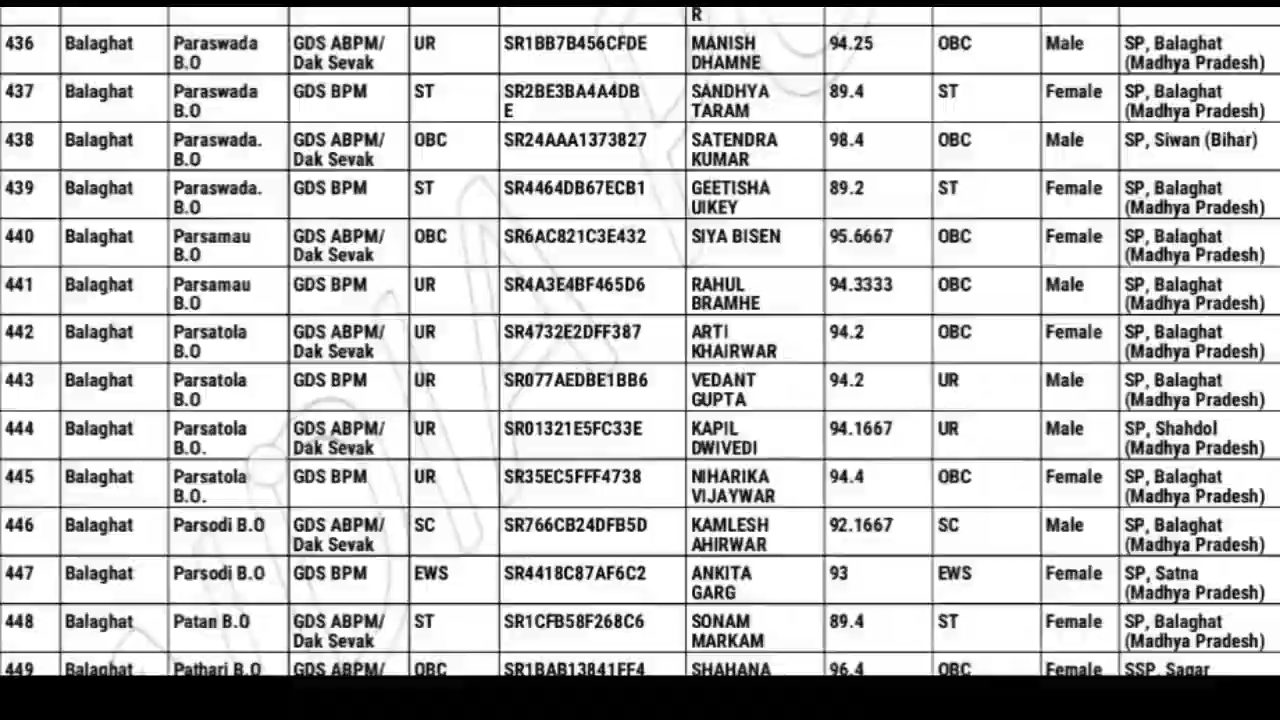 R
436 Balaghat Paraswada GDS ABPM/ UR SR1BB7B456CFDE MANISH 94.25 OBC Male SP, Balaghat
B.O Dak Sevak DHAMNE (Madhya Pradesh)
437 Balaghat Paraswada GDS BPM ST SR2BE3BA4A4DB SANDHYA 89.4 ST Female SP, Balaghat
B.O E TARAM (Madhya Pradesh)
438 Balaghat Paraswada. GDS ABPM/ OBC SR24AAA1373827 SATENDRA 98.4 OBC Male SP, Siwan (Bihar)
B.O Dak Sevak KUMAR
439 Balaghat Paraswada. GDS BPM ST SR4464DB67ECB1 GEETISHA 89.2 ST Female SP, Balaghat
B.O UIKEY (Madhya Pradesh)
440 Balaghat Parsamau GDS ABPM/ OBC SR6AC821C3E432 SIYA BISEN 95.6667 OBC Female SP, Balaghat
B.O Dak Sevak (Madhya Pradesh)
441 Balaghat Parsamau GDS BPM UR SR4A3E4BF465D6 RAHUL 94.3333 OBC Male SP, Balaghat
B.O BRAMHE (Madhya Pradesh)
442 Balaghat Parsatola GDS ABPM/ UR SR4732E2DFF387 ARTI 94.2 OBC Female SP, Balaghat
B.O Dak Sevak KHAIRWAR (Madhya Pradesh)
443 Balaghat Parsatola GDS BPM UR SR077AEDBE1BB6 VEDANT 94.2 UR Male SP, Balaghat
B.O GUPTA (Madhya Pradesh)
444 Balaghat Parsatola GDS ABPM/ UR SR01321E5FC33E KAPIL 94.1667 UR Male SP, Shahdol
B.O. Dak Sevak DWIVEDI (Madhya Pradesh)
445 Balaghat Parsatola GDS BPM UR SR35EC5FFF4738 NIHARIKA 94.4 OBC Female SP, Balaghat
B.O. VIJAYWAR (Madhya Pradesh)
446 Balaghat Parsodi B.O GDS ABPM/ SC SR766CB24DFB5D KAMLESH 92.1667 SC Male SP, Balaghat
Dak Sevak AHIRWAR (Madhya Pradesh)
447 Balaghat Parsodi B.O GDS BPM EWS SR4418C87AF6C2 ANKITA 93 EWS Female SP, Satna
GARG (Madhya Pradesh)
448 Balaghat Patan B.O GDS ABPM/ ST SR1CFB58F268C6 SONAM 89.4 ST Female SP, Balaghat
Dak Sevak MARKAM (Madhya Pradesh)
449 Balaghat Pathari B.O GDS ABPM/ OBC SR1BAB13841FF4 SHAHANA 96.4 OBC Female SSP, Sagar